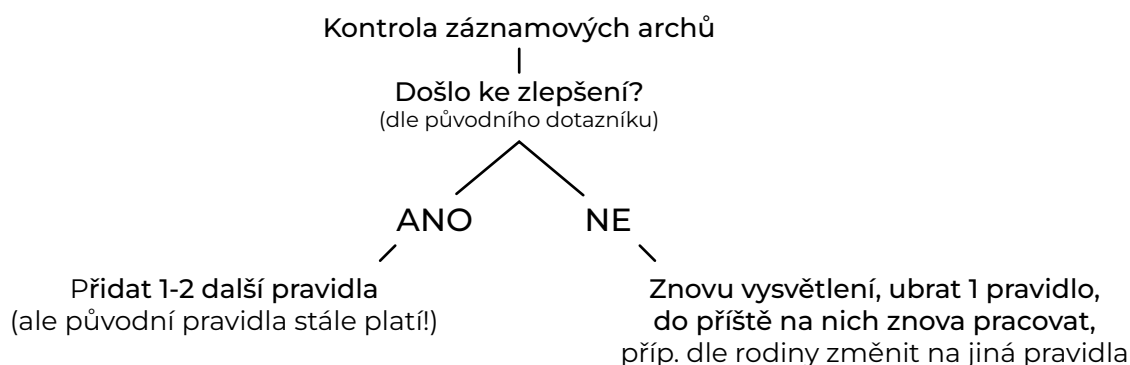 Kontrola záznamových archů
Došlo ke zlepšení?
(dle původního dotazníku)
ANO
NE
Přidat 1-2 další pravidla
(ale původní pravidla stále platí!)
Znovu vysvětlení, ubrat 1 pravidlo,
do příště na nich znova pracovat,
příp. dle rodiny změnit na jiná pravidla